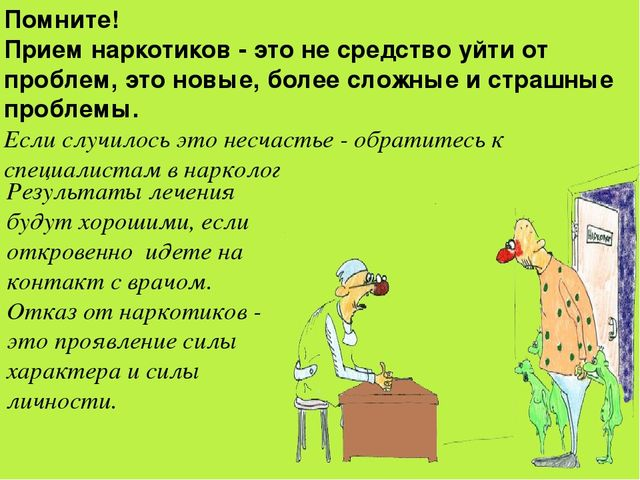 Помните!
Прием наркотиков - это не средство уйти от
проблем, это новые, более сложные и страшные
проблемы.
Если случилось это несчастье - обратитесь к
специалистам в нарколог
Результаты лечения
будут хорошими, если
откровенно идете на
контакт с врачом.
Отказ от наркотиков -
это проявление силы
характера и силы
личности.
НАРКОЛОГ